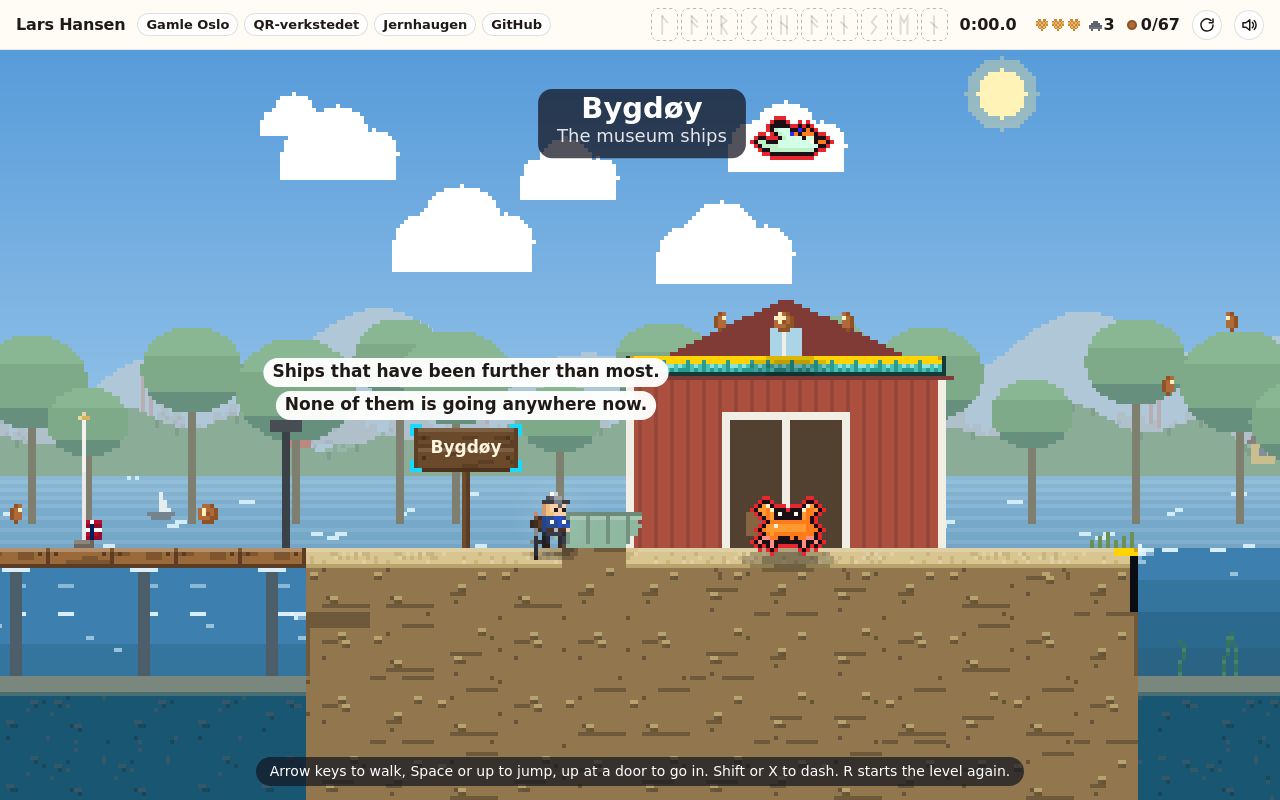 Lars Hansen
Gamle Oslo
QR-verkstedet
Jernhaugen
GitHub
ᛚ ᚨ ᚱ ᛊ ᚺ ᚨ ᚾ ᛊ ᛖ ᚾ
0:00.0
3
0/67
Bygdøy
The museum ships
Ships that have been further than most.
None of them is going anywhere now.
Bygdøy
Arrow keys to walk, Space or up to jump, up at a door to go in. Shift or X to dash. R starts the level again.